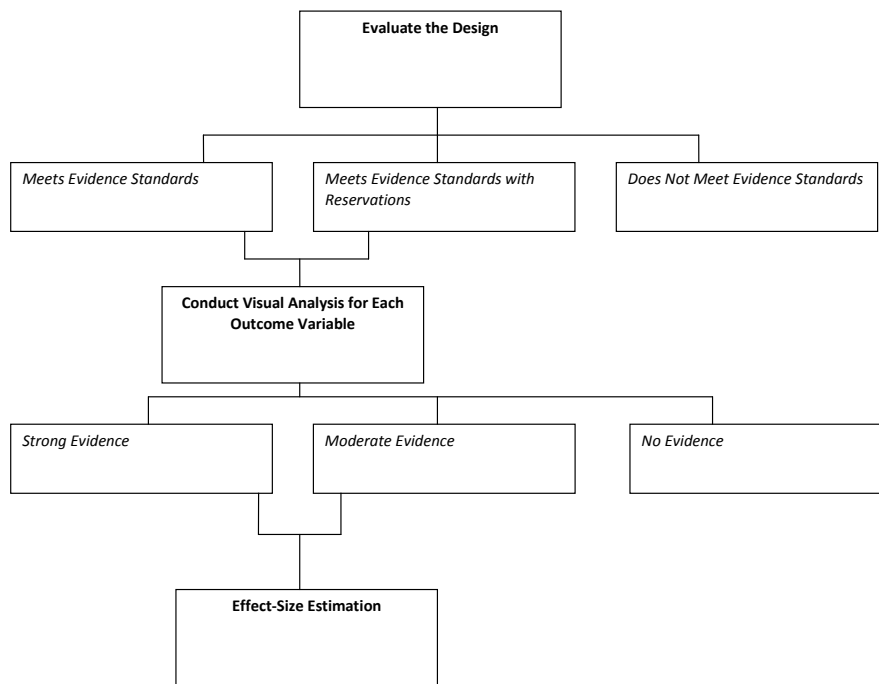 Evaluate the Design
Meets Evidence Standards
Meets Evidence Standards with
Reservations
Does Not Meet Evidence Standards
Conduct Visual Analysis for Each
Outcome Variable
Strong Evidence
Moderate Evidence
No Evidence
Effect-Size Estimation